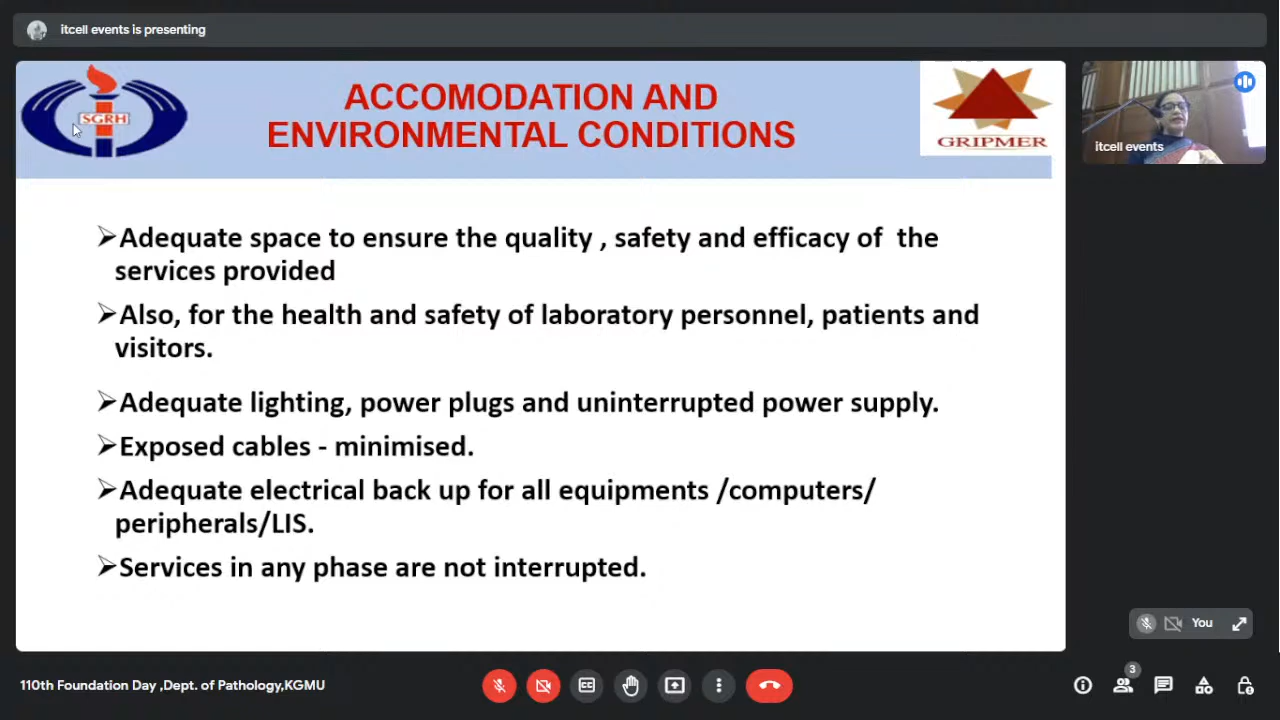 itcell events is presenting
SGRH
ACCOMODATION AND
ENVIRONMENTAL CONDITIONS
GRIPMER
itcell events
➢Adequate space to ensure the quality , safety and efficacy of the
services provided
➢Also, for the health and safety of laboratory personnel, patients and
visitors.
➢Adequate lighting, power plugs and uninterrupted power supply.
➢Exposed cables - minimised.
➢Adequate electrical back up for all equipments /computers/
peripherals/LIS.
➢Services in any phase are not interrupted.
You
110th Foundation Day ,Dept. of Pathology,KGMU
3